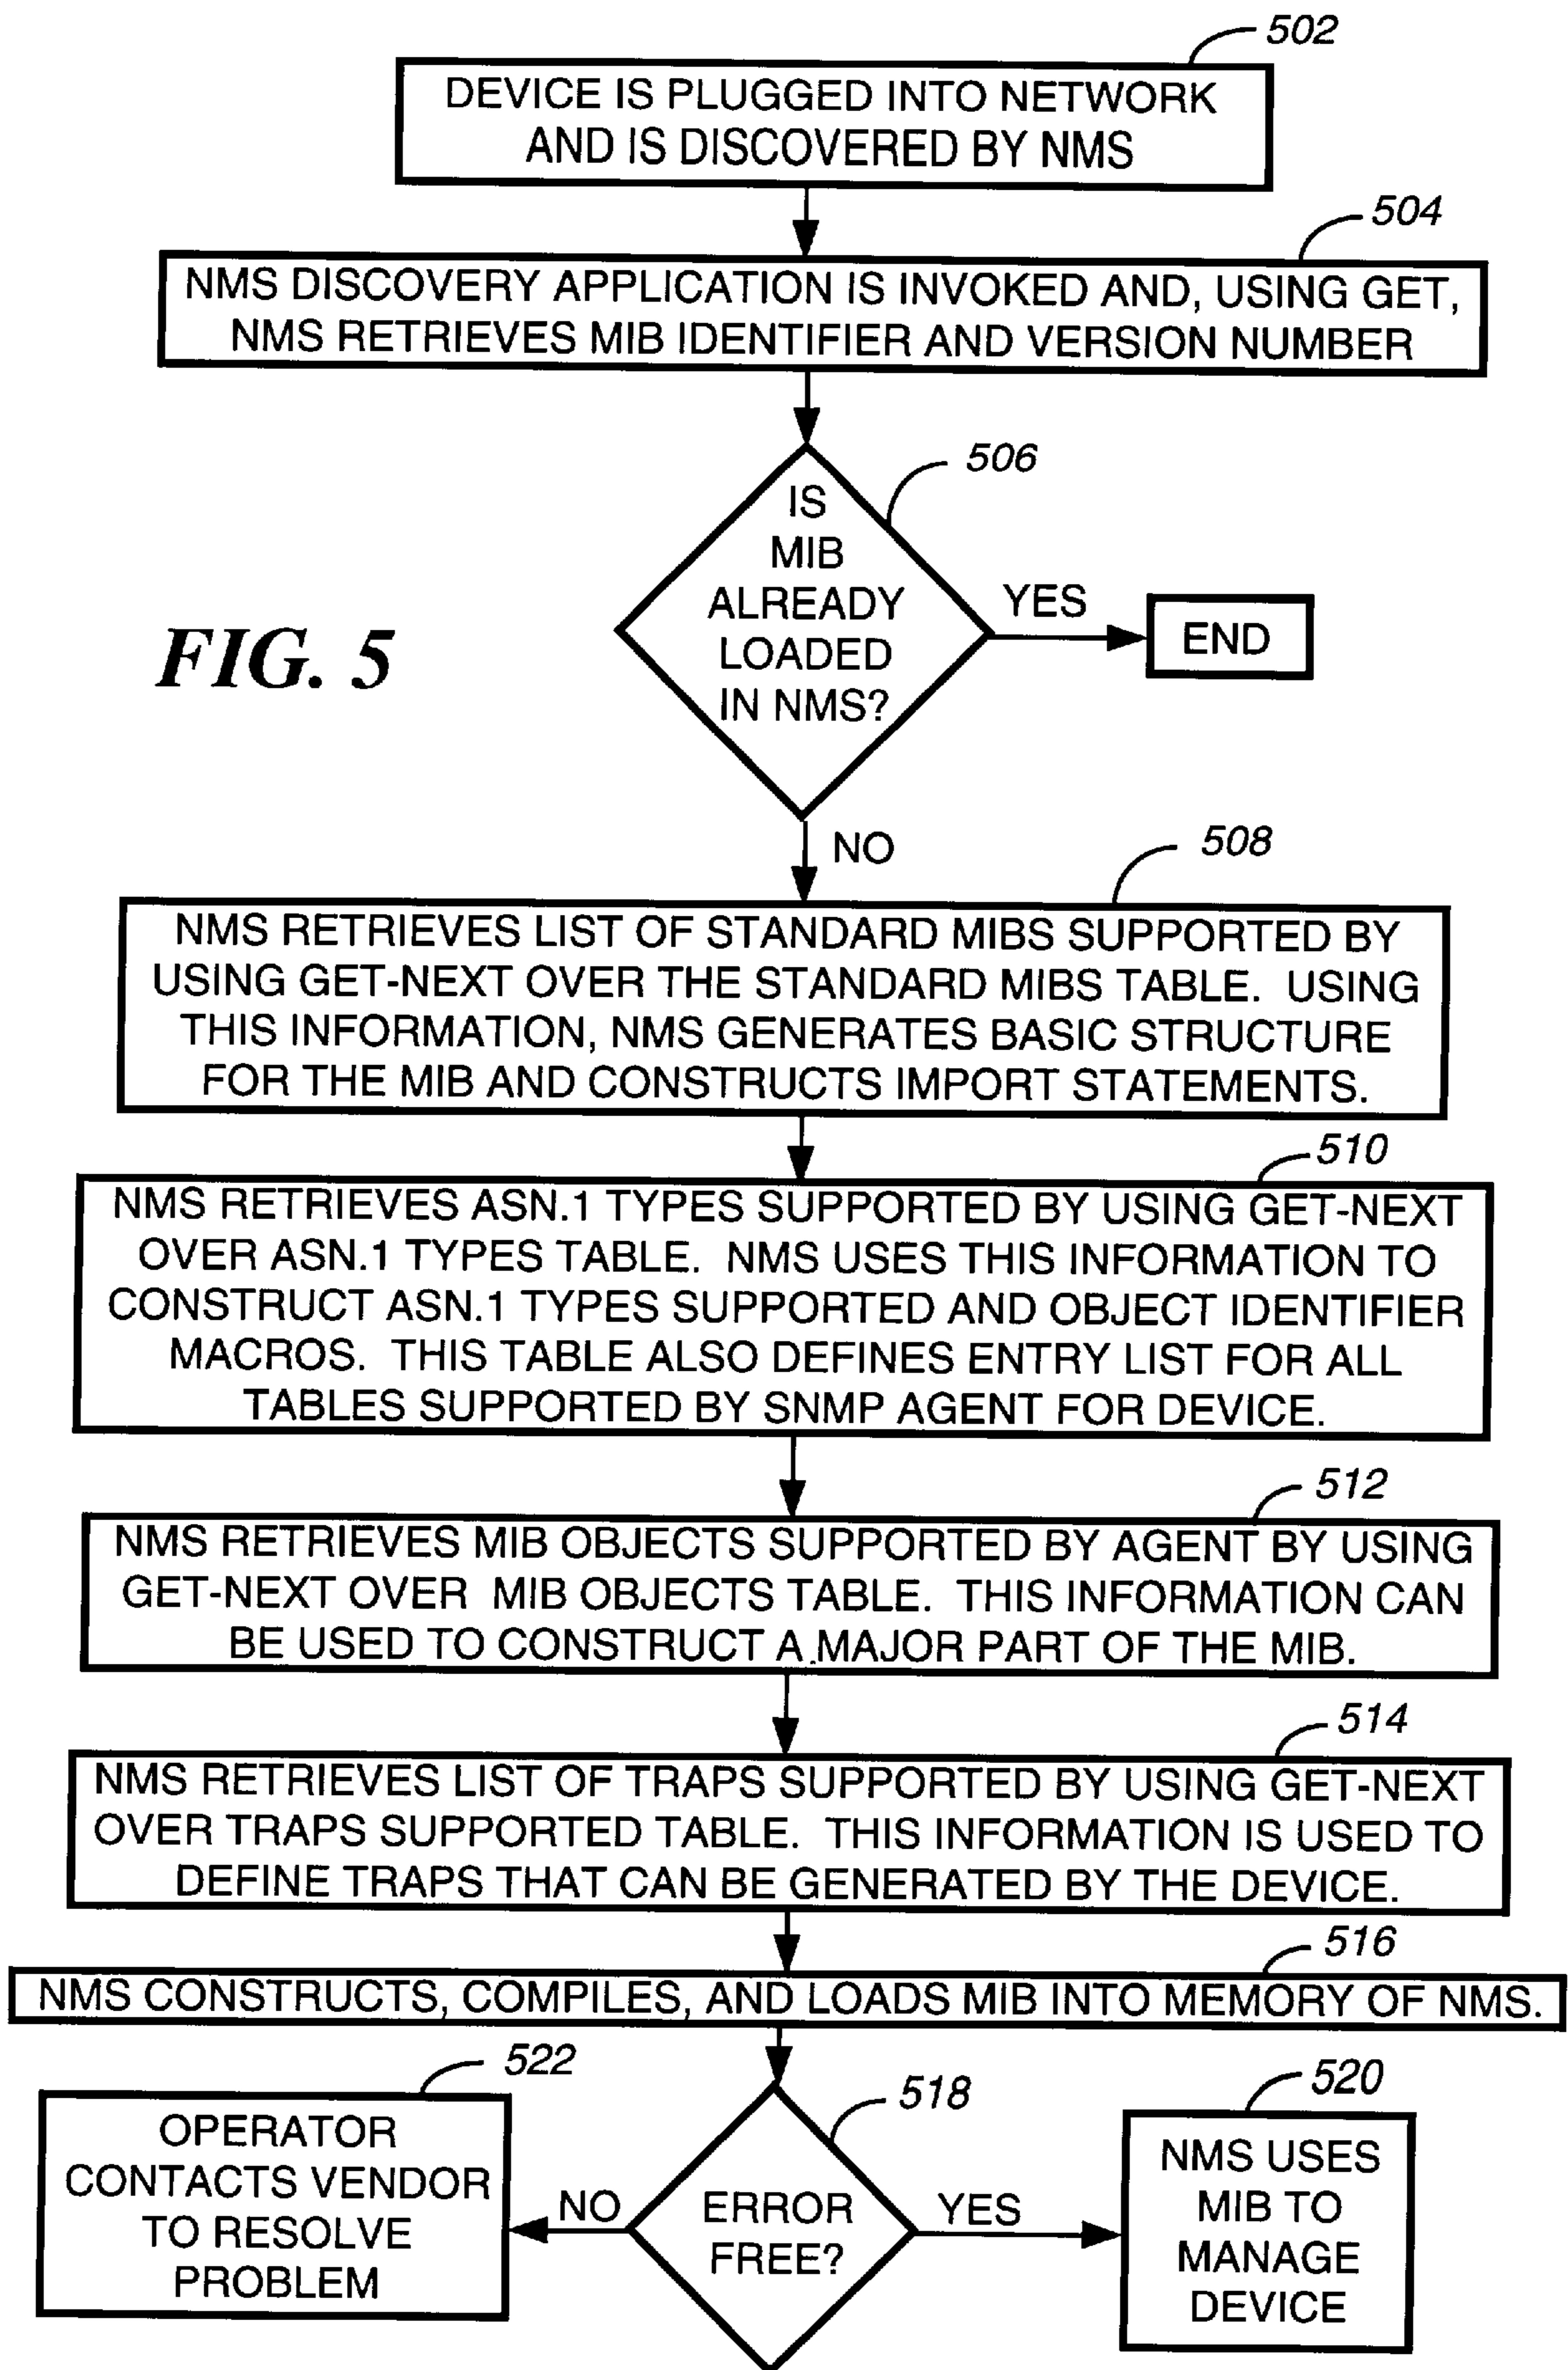 502
DEVICE IS PLUGGED INTO NETWORK
AND IS DISCOVERED BY NMS
504
NMS DISCOVERY APPLICATION IS INVOKED AND, USING GET,
NMS RETRIEVES MIB IDENTIFIER AND VERSION NUMBER
506
IS
MIB
ALREADY
LOADED
IN NMS?
YES
END
FIG. 5
NO
508
NMS RETRIEVES LIST OF STANDARD MIBS SUPPORTED BY
USING GET-NEXT OVER THE STANDARD MIBS TABLE. USING
THIS INFORMATION, NMS GENERATES BASIC STRUCTURE
FOR THE MIB AND CONSTRUCTS IMPORT STATEMENTS.
510
NMS RETRIEVES ASN.1 TYPES SUPPORTED BY USING GET-NEXT
OVER ASN.1 TYPES TABLE. NMS USES THIS INFORMATION TO
CONSTRUCT ASN.1 TYPES SUPPORTED AND OBJECT IDENTIFIER
MACROS. THIS TABLE ALSO DEFINES ENTRY LIST FOR ALL
TABLES SUPPORTED BY SNMP AGENT FOR DEVICE.
512
NMS RETRIEVES MIB OBJECTS SUPPORTED BY AGENT BY USING
GET-NEXT OVER MIB OBJECTS TABLE. THIS INFORMATION CAN
BE USED TO CONSTRUCT A MAJOR PART OF THE MIB.
514
NMS RETRIEVES LIST OF TRAPS SUPPORTED BY USING GET-NEXT
OVER TRAPS SUPPORTED TABLE. THIS INFORMATION IS USED TO
DEFINE TRAPS THAT CAN BE GENERATED BY THE DEVICE.
516
NMS CONSTRUCTS, COMPILES, AND LOADS MIB INTO MEMORY OF NMS.
522
OPERATOR
CONTACTS VENDOR
TO RESOLVE
PROBLEM
NO
518
ERROR
FREE?
YES
520
NMS USES
MIB TO
MANAGE
DEVICE